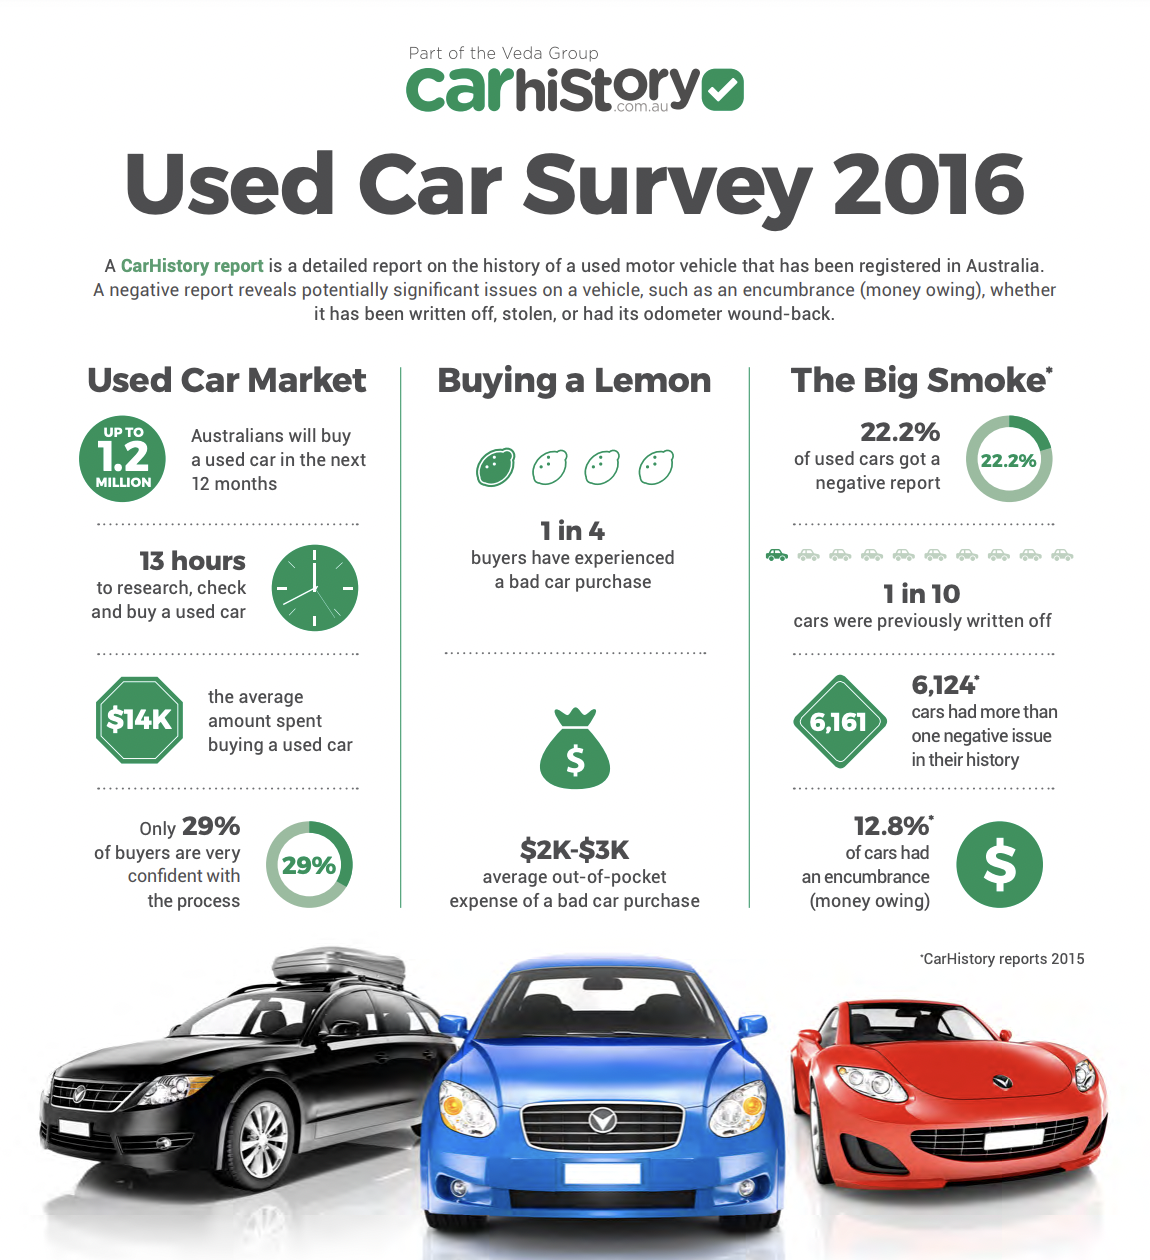 Part of the Veda Group
carhistory
.com.au
Used Car Survey 2016
A CarHistory report is a detailed report on the history of a used motor vehicle that has been registered in Australia.
A negative report reveals potentially significant issues on a vehicle, such as an encumbrance (money owing), whether
it has been written off, stolen, or had its odometer wound-back.
Used Car Market
UP TO
1.2
MILLION
Australians will buy
a used car in the next
12 months
13 hours
to research, check
and buy a used car
$14K
the average
amount spent
buying a used car
Only 29%
of buyers are very
confident with
the process
29%
Buying a Lemon
1 in 4
buyers have experienced
a bad car purchase
$
$2K-$3K
average out-of-pocket
expense of a bad car purchase
The Big Smoke*
22.2%
of used cars got a
negative report
22.2%
1 in 10
cars were previously written off
6,161
6,124*
cars had more than
one negative issue
in their history
12.8%*
of cars had
an encumbrance
(money owing)
$
*CarHistory reports 2015